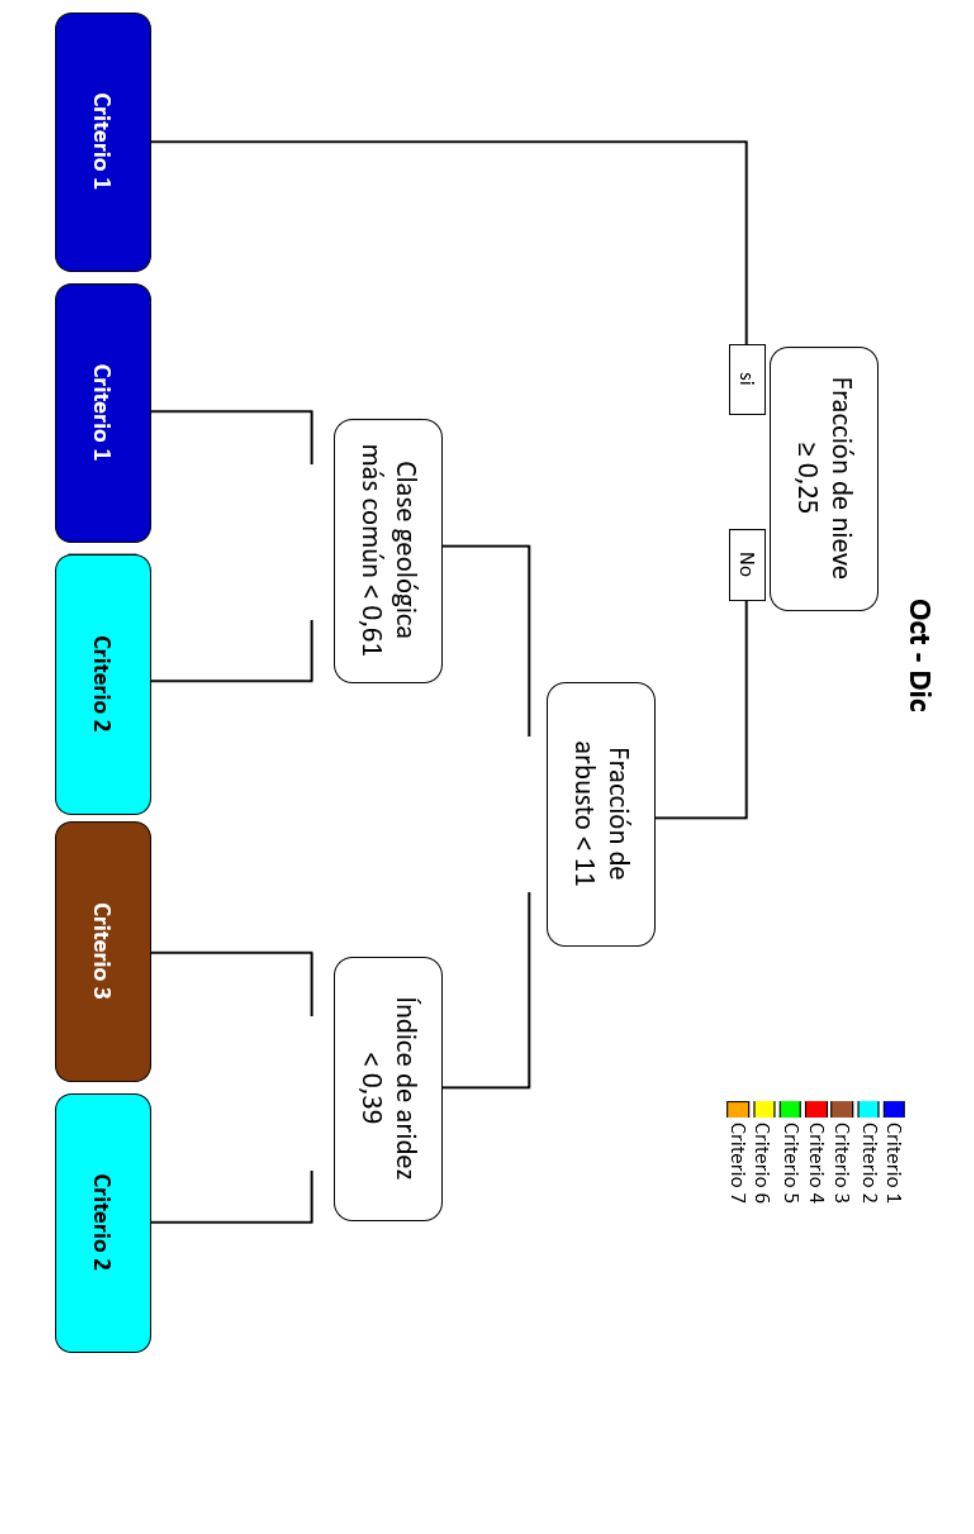 Oct - Dic
Criterio 1
Criterio 2
Criterio 3
Criterio 4
Criterio 5
Criterio 6
Criterio 7
Fracción de nieve
≥ 0,25
si
No
Fracción de
arbusto < 11
Clase geológica
más común < 0,61
Índice de aridez
< 0,39
Criterio 1
Criterio 1
Criterio 2
Criterio 3
Criterio 2